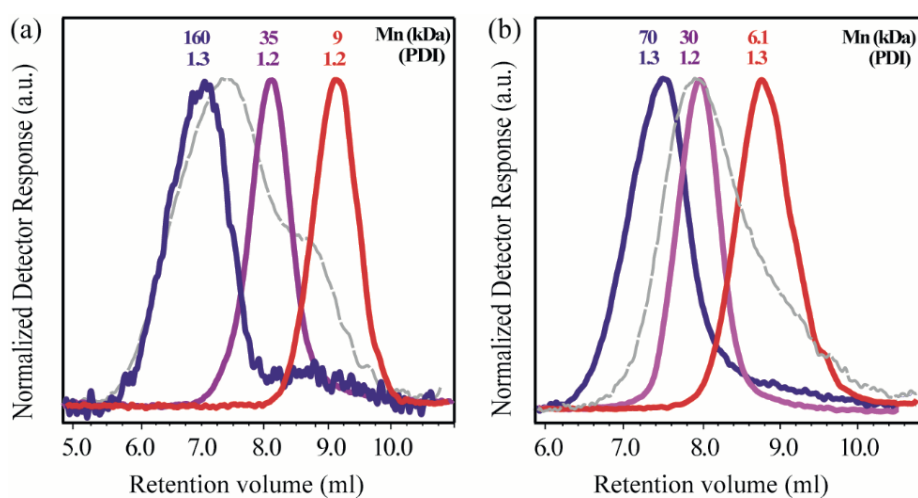 (a)
160 35 9 Mn (kDa)
1.3 1.2 1.2 (PDI)
Normalized Detector Response (a.u.)
5.0 6.0 7.0 8.0 9.0 10.0
Retention volume (ml)
(b)
70 30 6.1 Mn (kDa)
1.3 1.2 1.3 (PDI)
Normalized Detector Response (a.u.)
6.0 7.0 8.0 9.0 10.0
Retention volume (ml)